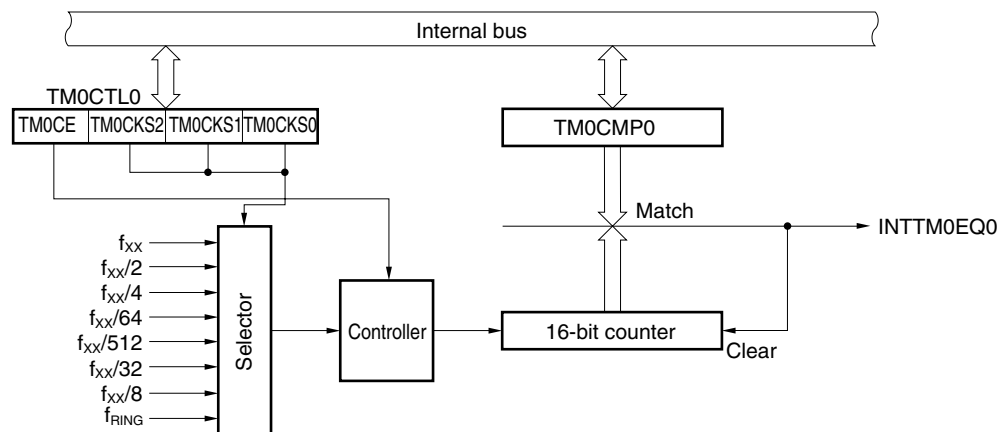 Internal bus
TM0CTL0
TM0CE TM0CKS2 TM0CKS1 TM0CKS0
TM0CMP0
Match
INTTM0EQ0
fXX
fXX/2
fXX/4
fXX/64
fXX/512
fXX/32
fXX/8
fRING
Selector
Controller
16-bit counter
Clear